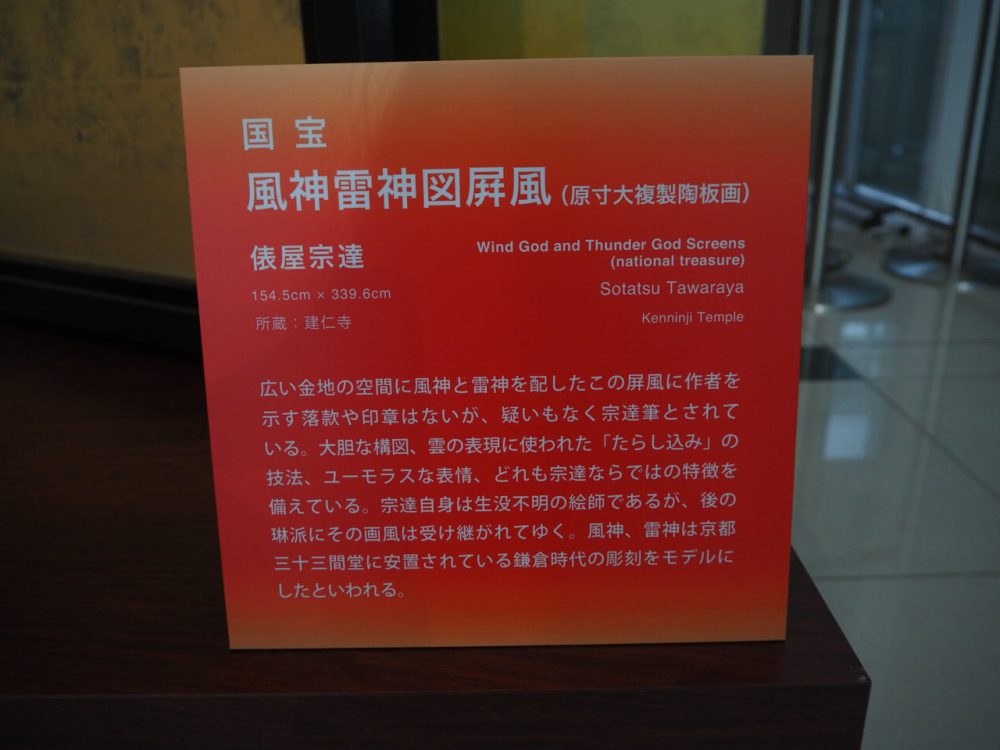 国宝
風神雷神図屏風（原寸大複製陶板画）
俵屋宗達
154.5cm × 339.6cm
所蔵：建仁寺
Wind God and Thunder God Screens
(national treasure)
Sotatsu Tawaraya
Kenninji Temple
広い金地の空間に風神と雷神を配したこの屏風に作者を
示す落款や印章はないが、疑いもなく宗達筆とされて
いる。大胆な構図、雲の表現に使われた「たらし込み」の
技法、ユーモラスな表情、どれも宗達ならではの特徴を
備えている。宗達自身は生没不明の絵師であるが、後の
琳派にその画風は受け継がれてゆく。風神、雷神は京都
三十三間堂に安置されている鎌倉時代の彫刻をモデルに
したといわれる。